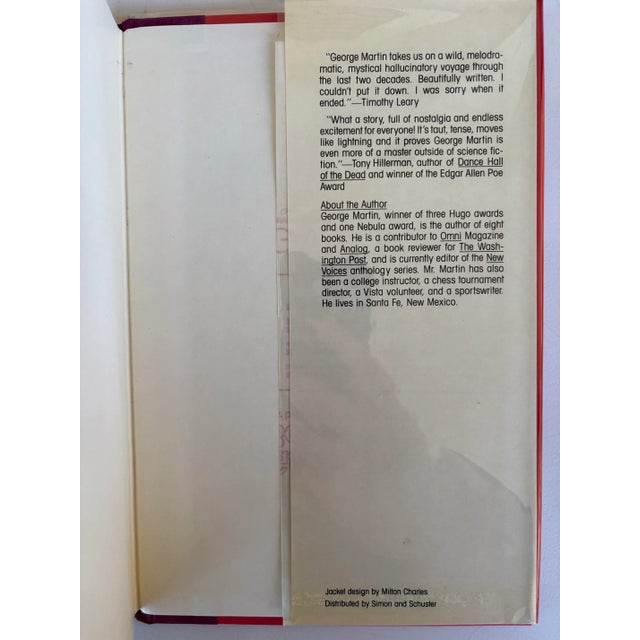 "George Martin takes us on a wild, melodra-
matic, mystical hallucinatory voyage through
the last two decades. Beautifully written. I
couldn't put it down. I was sorry when it
ended."—Timothy Leary
"What a story, full of nostalgia and endless
excitement for everyone! It's taut, tense, moves
like lightning and it proves George Martin is
even more of a master outside of science fic-
tion."—Tony Hillerman, author of Dance Hall
of the Dead and winner of the Edgar Allen Poe
Award
About the Author
George Martin, winner of three Hugo awards
and one Nebula award, is the author of eight
books. He is a contributor to Omni Magazine
and Analog, a book reviewer for The Wash-
ington Post, and is currently editor of the New
Voices anthology series. Mr. Martin has also
been a college instructor, a chess tournament
director, a Vista volunteer, and a sportswriter.
He lives in Santa Fe, New Mexico.
Jacket design by Milton Charles
Distributed by Simon and Schuster